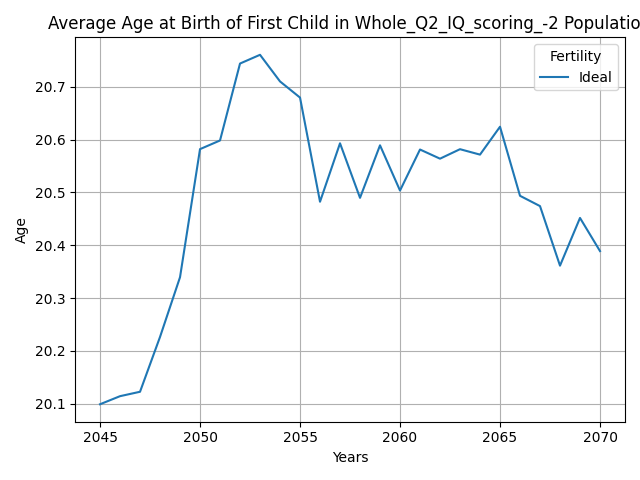 Average Age at Birth of First Child in Whole_Q2_IQ_scoring_-2 Populatio
Fertility
Ideal
Age
20.7
20.6
20.5
20.4
20.3
20.2
20.1
2045 2050 2055 2060 2065 2070
Years